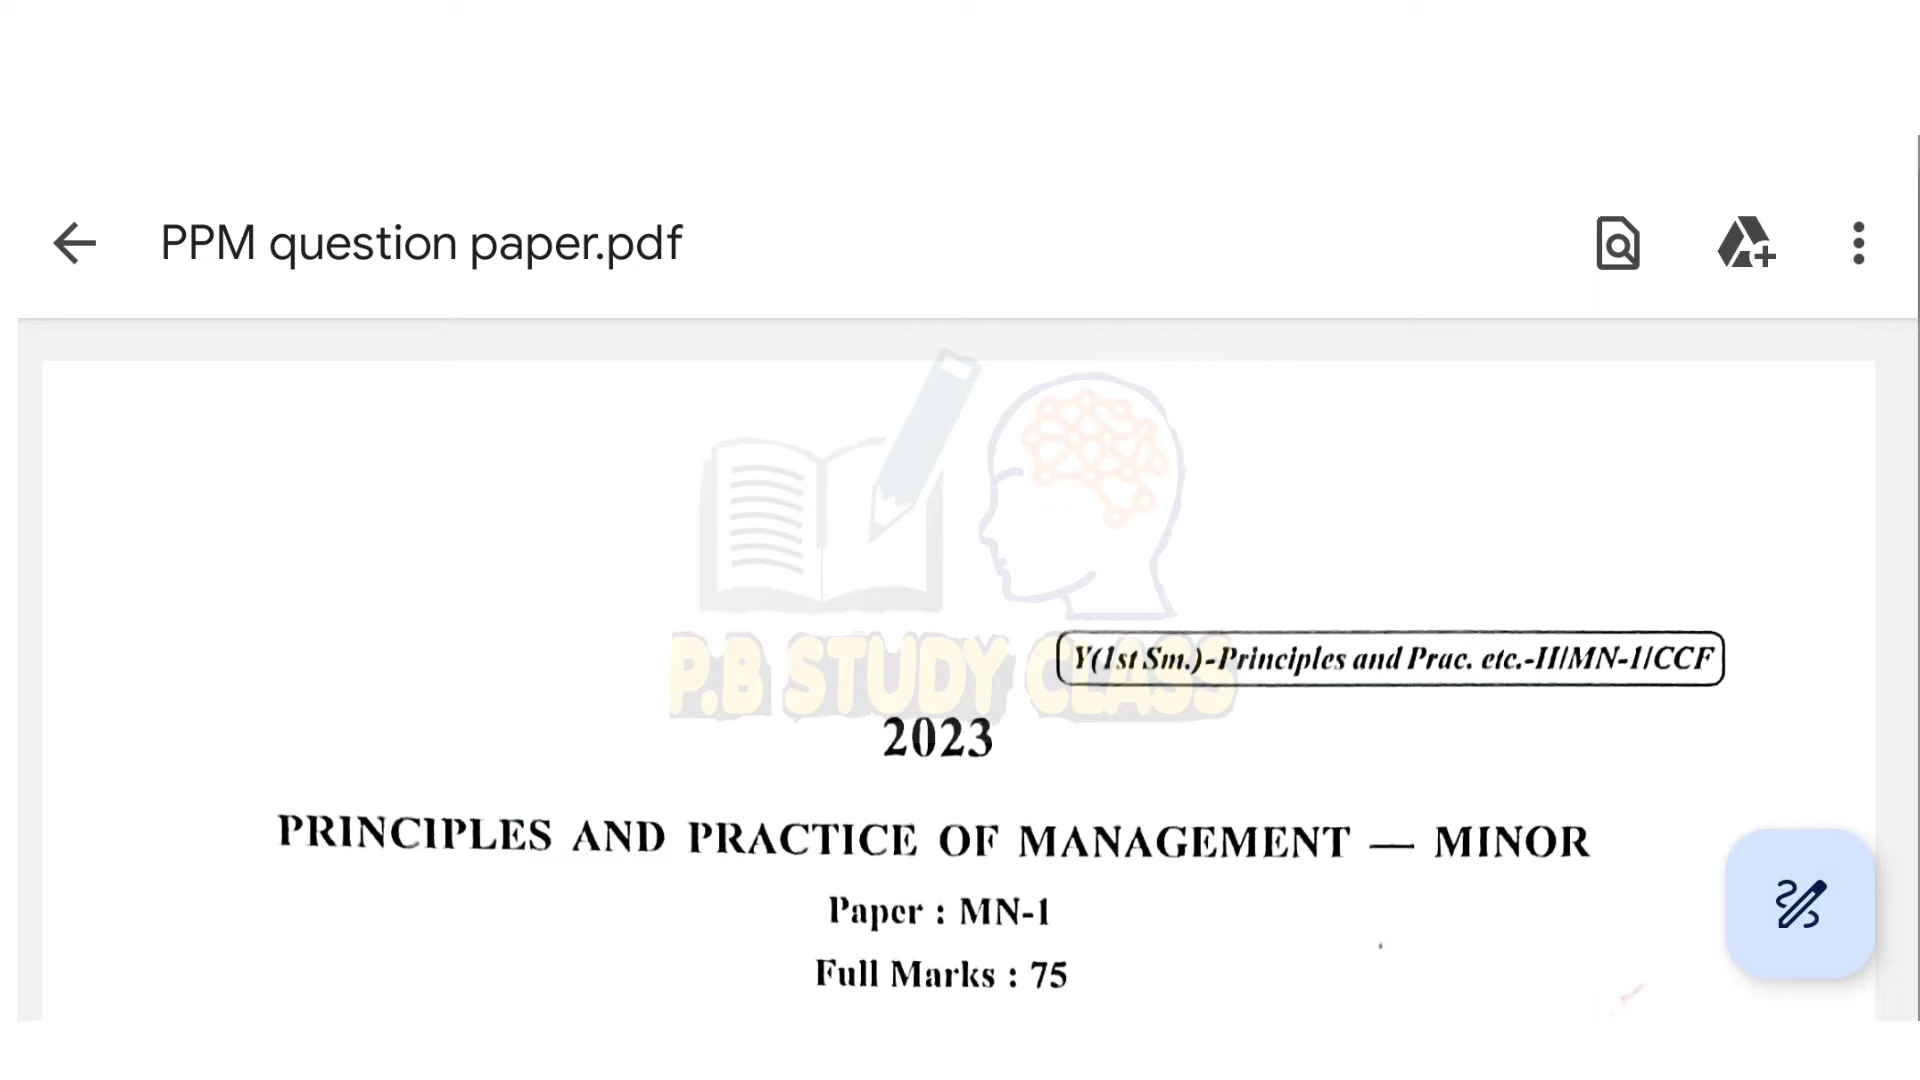 PPM question paper.pdf
P.B STUDY CLASS
Y(1st Sm.)-Principles and Prac. etc.-II/MN-1/CCF
2023
PRINCIPLES AND PRACTICE OF MANAGEMENT — MINOR
Paper : MN-1
Full Marks : 75